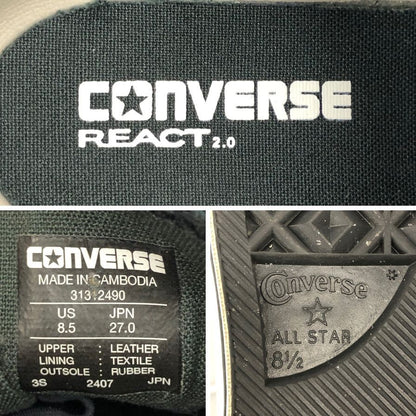 CONVERSE
REACT 2.0
CONVERSE
MADE IN CAMBODIA
313 2490
US JPN
8.5 27.0
UPPER : LEATHER
LINING : TEXTILE
OUTSOLE : RUBBER
3S 2407 JPN
Converse
ALL STAR
8½